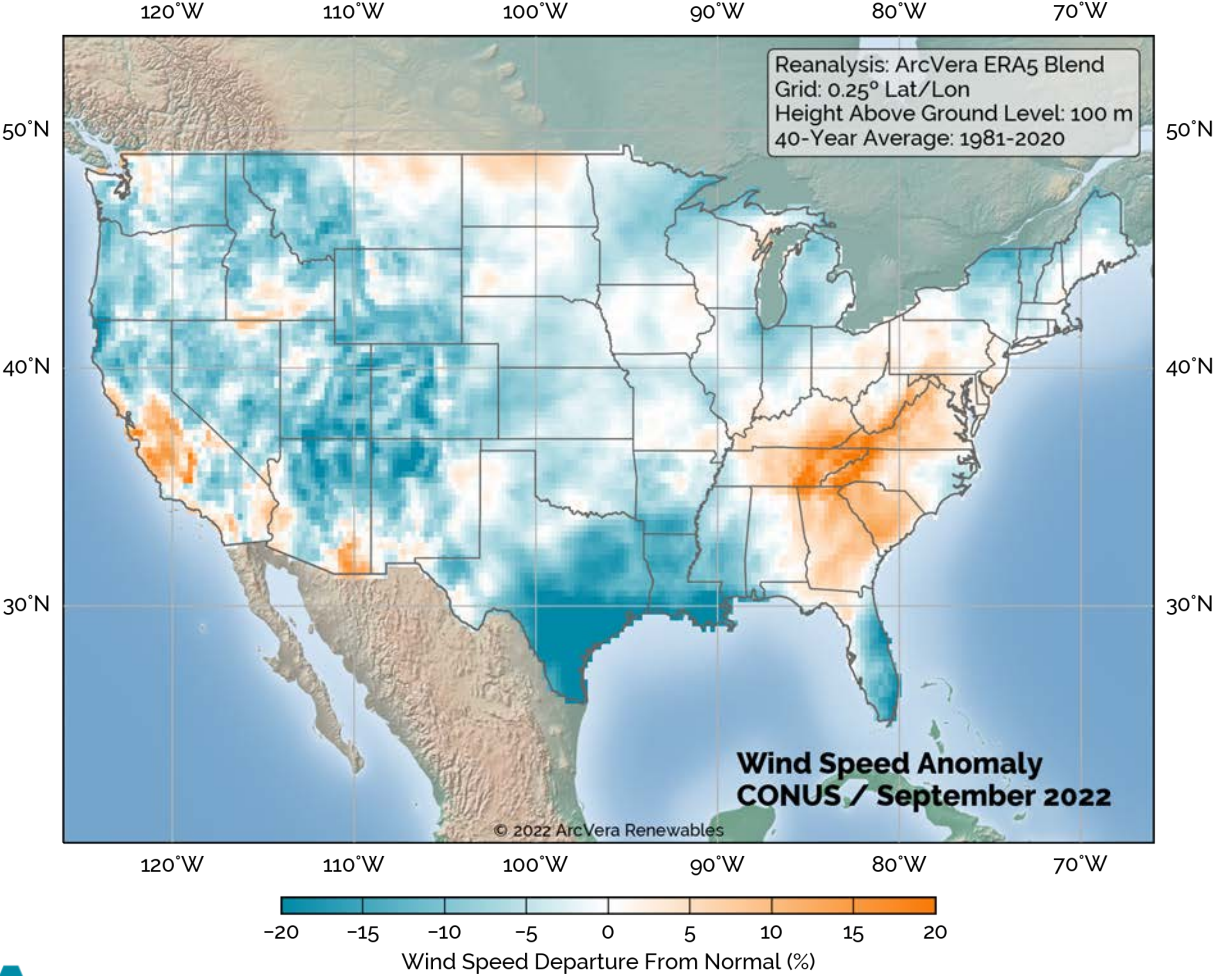 120°W 110°W 100°W 90°W 80°W 70°W
Reanalysis: ArcVera ERA5 Blend
Grid: 0.25º Lat/Lon
Height Above Ground Level: 100 m
40-Year Average: 1981-2020
50°N 50°N
40°N 40°N
30°N 30°N
Wind Speed Anomaly
CONUS / September 2022
© 2022 ArcVera Renewables
120°W 110°W 100°W 90°W 80°W 70°W
−20 −15 −10 −5 0 5 10 15 20
Wind Speed Departure From Normal (%)